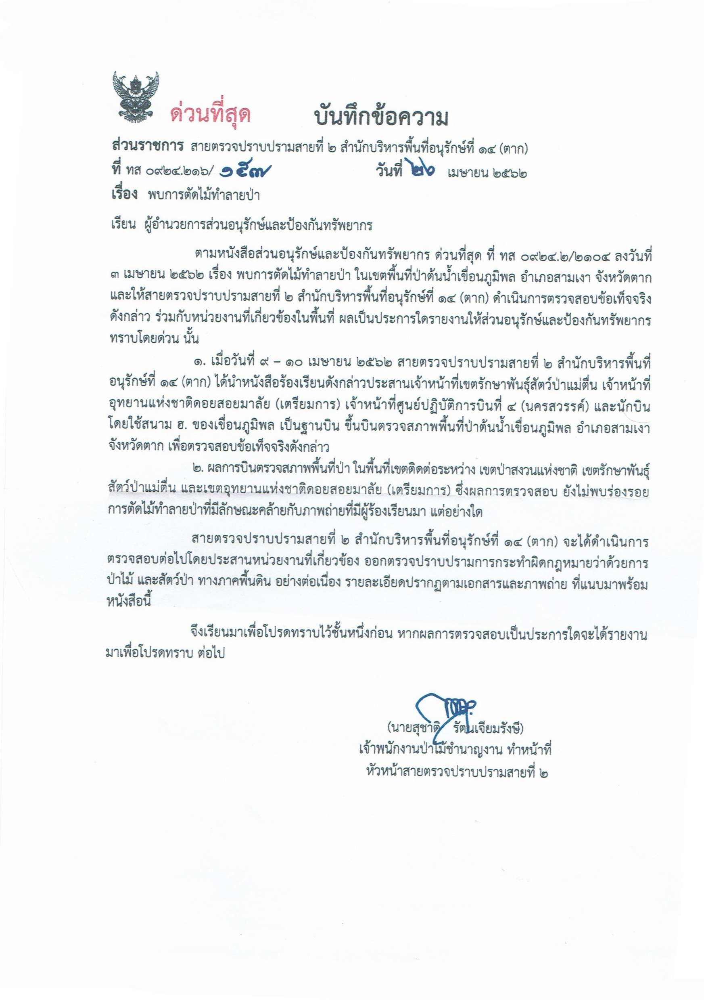 ด่วนที่สุด บันทึกข้อความ
ส่วนราชการ สายตรวจปราบปรามสายที่ ๒ สำนักบริหารพื้นที่อนุรักษ์ที่ ๑๔ (ตาก)
ที่ ทส ๐๙๒๔.๒๑๖/ ๑๕๗ วันที่ ๒๖ เมษายน ๒๕๖๒
เรื่อง พบการตัดไม้ทำลายป่า
เรียน ผู้อำนวยการส่วนอนุรักษ์และป้องกันทรัพยากร
ตามหนังสือส่วนอนุรักษ์และป้องกันทรัพยากร ด่วนที่สุด ที่ ทส ๐๙๒๔.๒/๒๑๐๔ ลงวันที่
๓ เมษายน ๒๕๖๒ เรื่อง พบการตัดไม้ทำลายป่า ในเขตพื้นที่ป่าต้นน้ำเขื่อนภูมิพล อำเภอสามเงา จังหวัดตาก
และให้สายตรวจปราบปรามสายที่ ๒ สำนักบริหารพื้นที่อนุรักษ์ที่ ๑๔ (ตาก) ดำเนินการตรวจสอบข้อเท็จจริง
ดังกล่าว ร่วมกับหน่วยงานที่เกี่ยวข้องในพื้นที่ ผลเป็นประการใดรายงานให้ส่วนอนุรักษ์และป้องกันทรัพยากร
ทราบโดยด่วน นั้น
๑. เมื่อวันที่ ๙ – ๑๐ เมษายน ๒๕๖๒ สายตรวจปราบปรามสายที่ ๒ สำนักบริหารพื้นที่
อนุรักษ์ที่ ๑๔ (ตาก) ได้นำหนังสือร้องเรียนดังกล่าวประสานเจ้าหน้าที่เขตรักษาพันธุ์สัตว์ป่าแม่ตื่น เจ้าหน้าที่
อุทยานแห่งชาติดอยสอยมาลัย (เตรียมการ) เจ้าหน้าที่ศูนย์ปฏิบัติการบินที่ ๔ (นครสวรรค์) และนักบิน
โดยใช้สนาม ฮ. ของเขื่อนภูมิพล เป็นฐานบิน ขึ้นบินตรวจสภาพพื้นที่ป่าต้นน้ำเขื่อนภูมิพล อำเภอสามเงา
จังหวัดตาก เพื่อตรวจสอบข้อเท็จจริงดังกล่าว
๒. ผลการบินตรวจสภาพพื้นที่ป่า ในพื้นที่เขตติดต่อระหว่าง เขตป่าสงวนแห่งชาติ เขตรักษาพันธุ์
สัตว์ป่าแม่ตื่น และเขตอุทยานแห่งชาติดอยสอยมาลัย (เตรียมการ) ซึ่งผลการตรวจสอบ ยังไม่พบร่องรอย
การตัดไม้ทำลายป่าที่มีลักษณะคล้ายกับภาพถ่ายที่มีผู้ร้องเรียนมา แต่อย่างใด
สายตรวจปราบปรามสายที่ ๒ สำนักบริหารพื้นที่อนุรักษ์ที่ ๑๔ (ตาก) จะได้ดำเนินการ
ตรวจสอบต่อไปโดยประสานหน่วยงานที่เกี่ยวข้อง ออกตรวจปราบปรามการกระทำผิดกฎหมายว่าด้วยการ
ป่าไม้ และสัตว์ป่า ทางภาคพื้นดิน อย่างต่อเนื่อง รายละเอียดปรากฏตามเอกสารและภาพถ่าย ที่แนบมาพร้อม
หนังสือนี้
จึงเรียนมาเพื่อโปรดทราบไว้ชั้นหนึ่งก่อน หากผลการตรวจสอบเป็นประการใดจะได้รายงาน
มาเพื่อโปรดทราบ ต่อไป
(นายสุชาติ รัตนเจียมรังษี)
เจ้าพนักงานป่าไม้ชำนาญงาน ทำหน้าที่
หัวหน้าสายตรวจปราบปรามสายที่ ๒